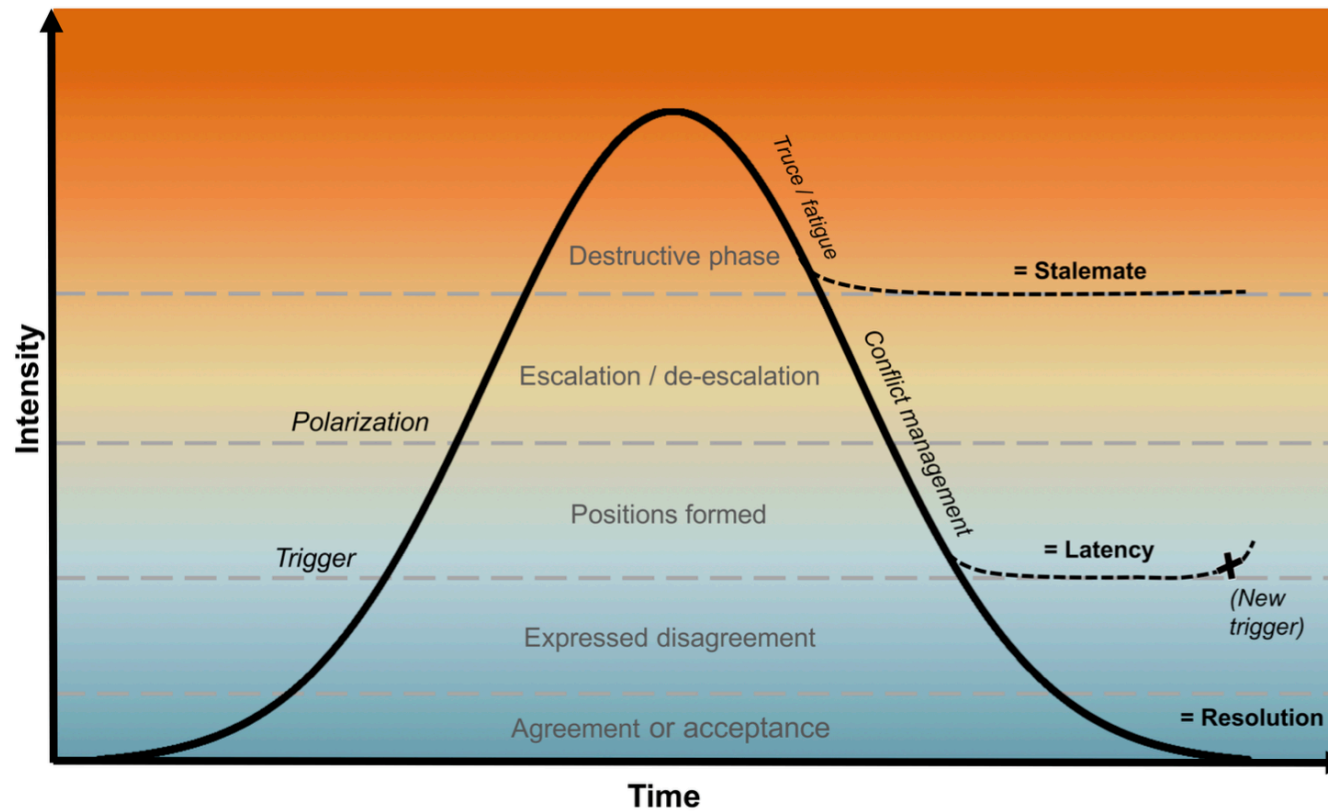 Truce / fatigue
Destructive phase
= Stalemate
Escalation / de-escalation
Conflict management
Polarization
Intensity
Positions formed
Trigger
= Latency
(New
trigger)
Expressed disagreement
Agreement or acceptance
= Resolution
Time